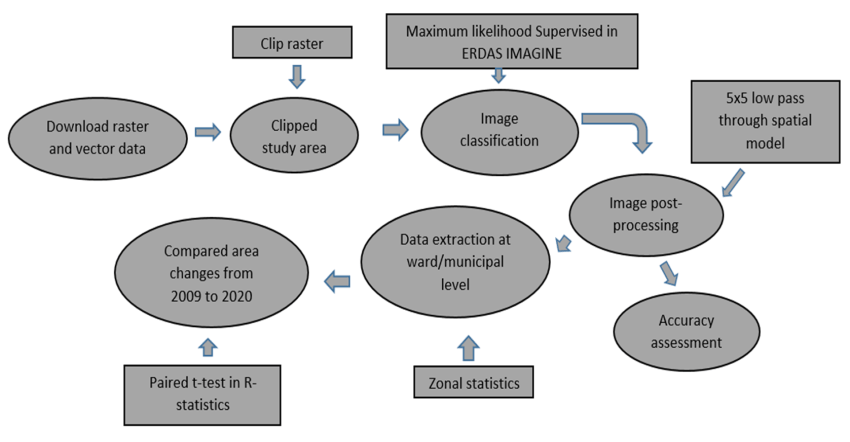 Clip raster
Maximum likelihood Supervised in
ERDAS IMAGINE
Download raster
and vector data
Clipped
study area
Image
classification
5x5 low pass
through spatial
model
Image post-
processing
Data extraction at
ward/municipal
level
Compared area
changes from
2009 to 2020
Accuracy
assessment
Paired t-test in R-
statistics
Zonal statistics